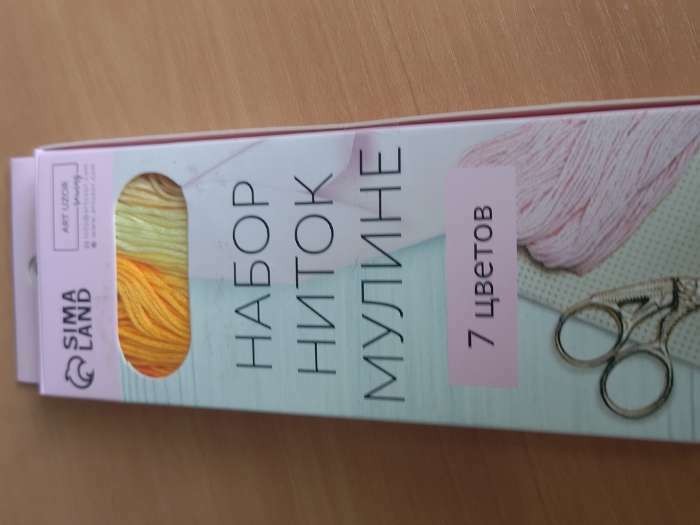 SIMA
LAND
ART UZOR
НАБОР
НИТОК
МУЛИНЕ
7 цветов